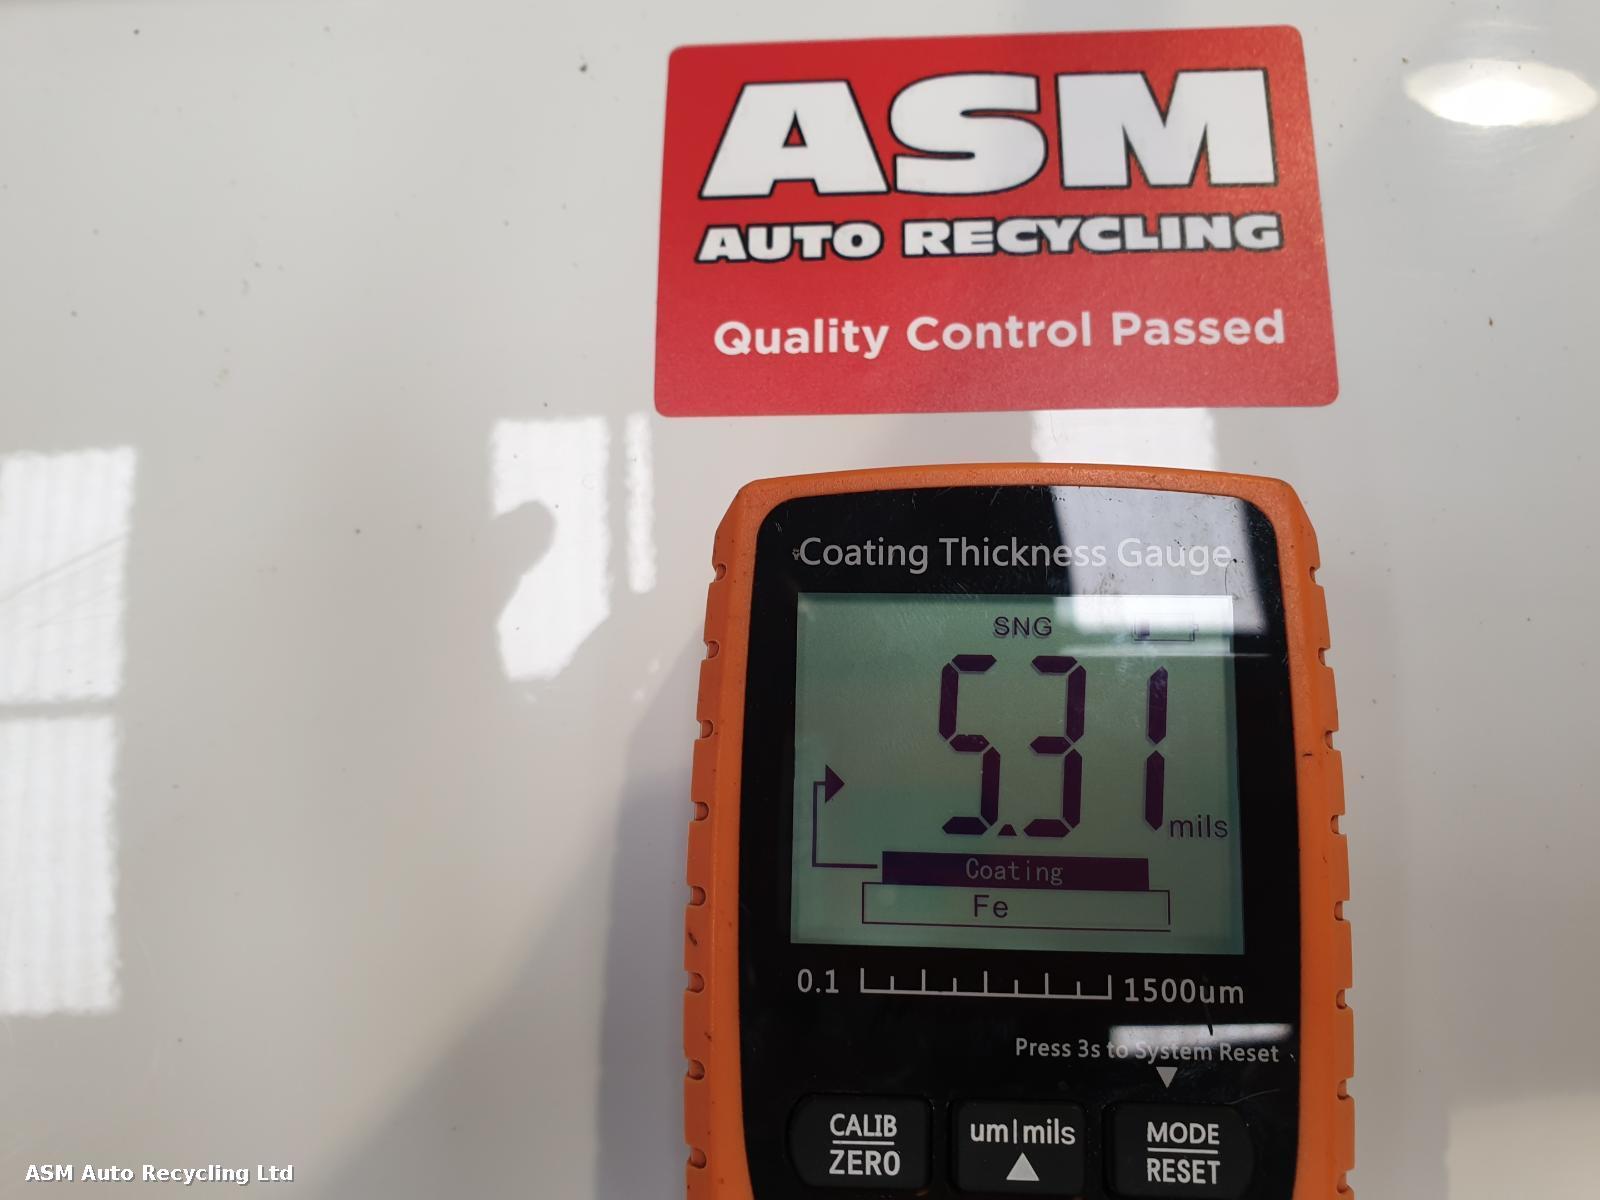 ASM
AUTO RECYCLING
Quality Control Passed
Coating Thickness Gauge
SNG
5.31 mils
Coating
Fe
0.1 1500um
Press 3s to System Reset
CALIB
ZERO
um|mils
MODE
RESET
ASM Auto Recycling Ltd